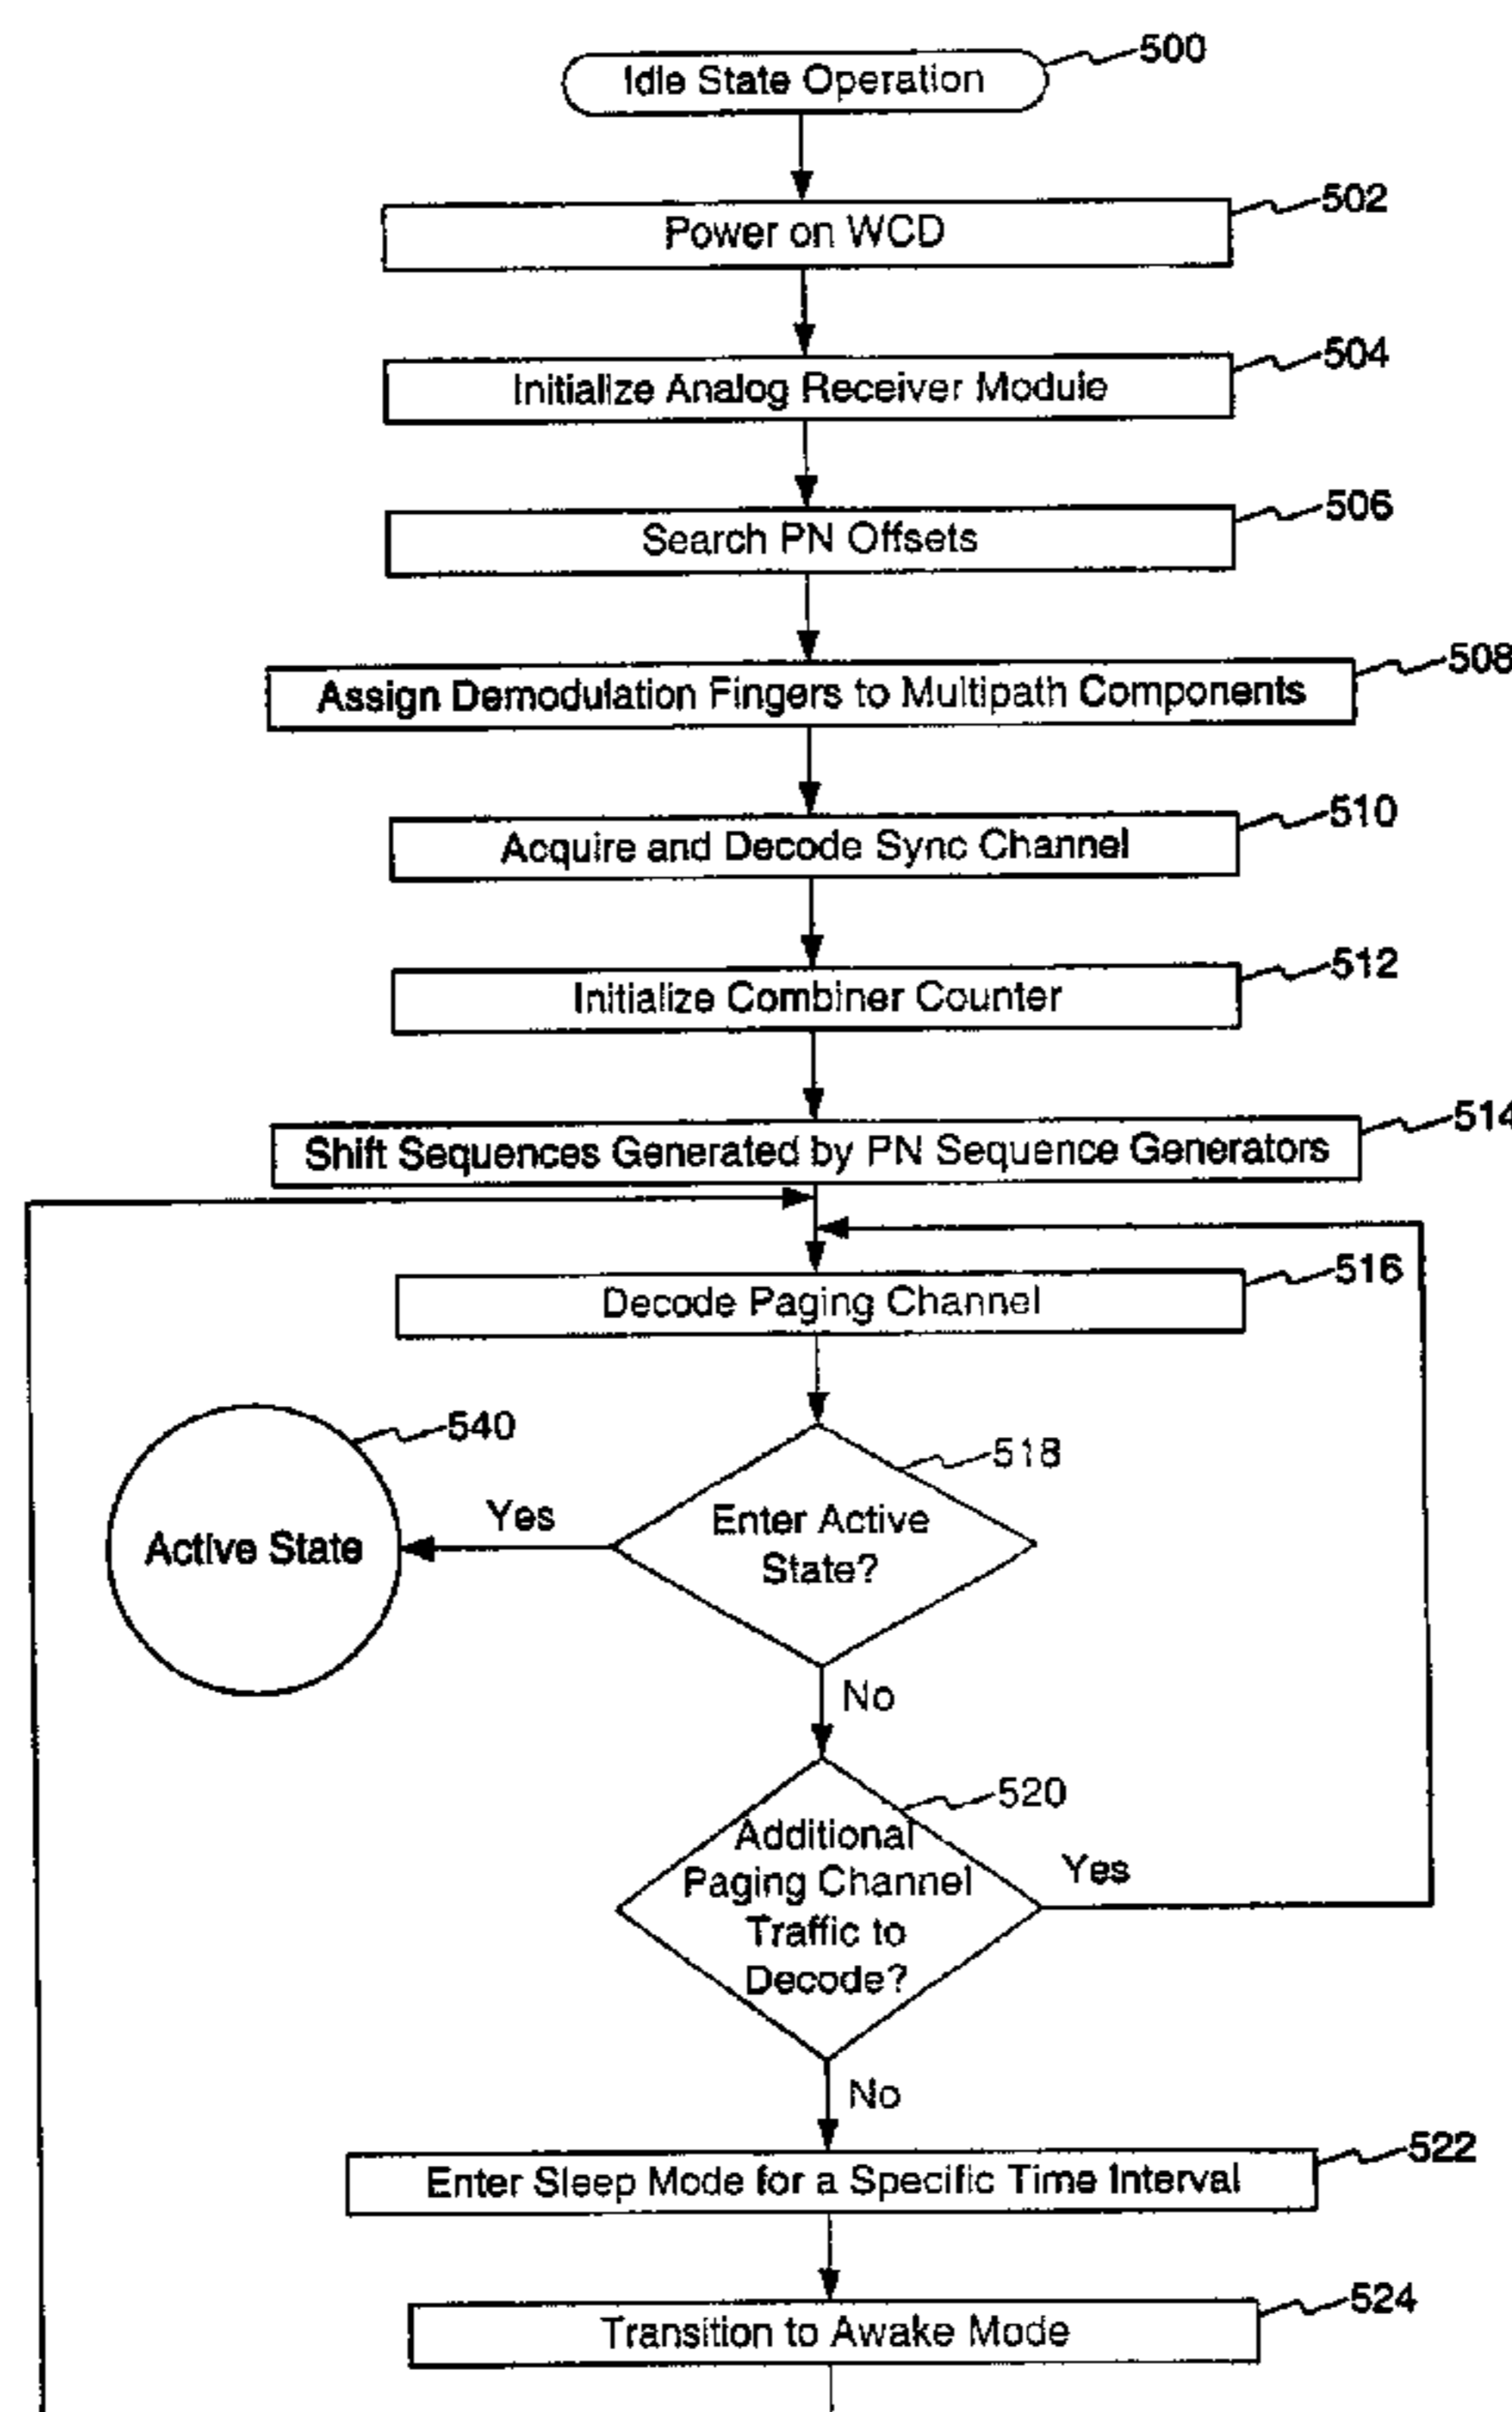 Idle State Operation
500
Power on WCD
502
Initialize Analog Receiver Module
504
Search PN Offsets
506
Assign Demodulation Fingers to Multipath Components
508
Acquire and Decode Sync Channel
510
Initialize Combiner Counter
512
Shift Sequences Generated by PN Sequence Generators
514
Decode Paging Channel
516
540
518
Active State
Yes
Enter Active
State?
No
520
Additional
Paging Channel
Traffic to
Decode?
Yes
No
Enter Sleep Mode for a Specific Time Interval
522
Transition to Awake Mode
524